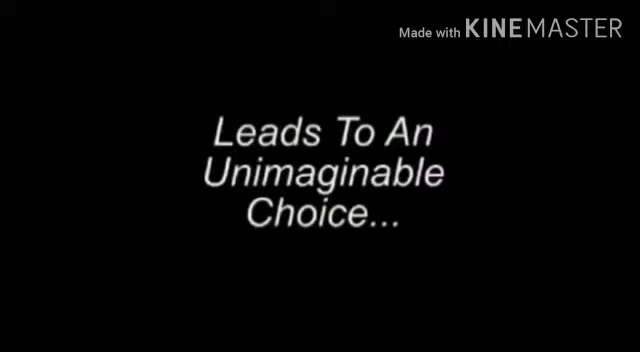 Made with KINEMASTER
Leads To An
Unimaginable
Choice...